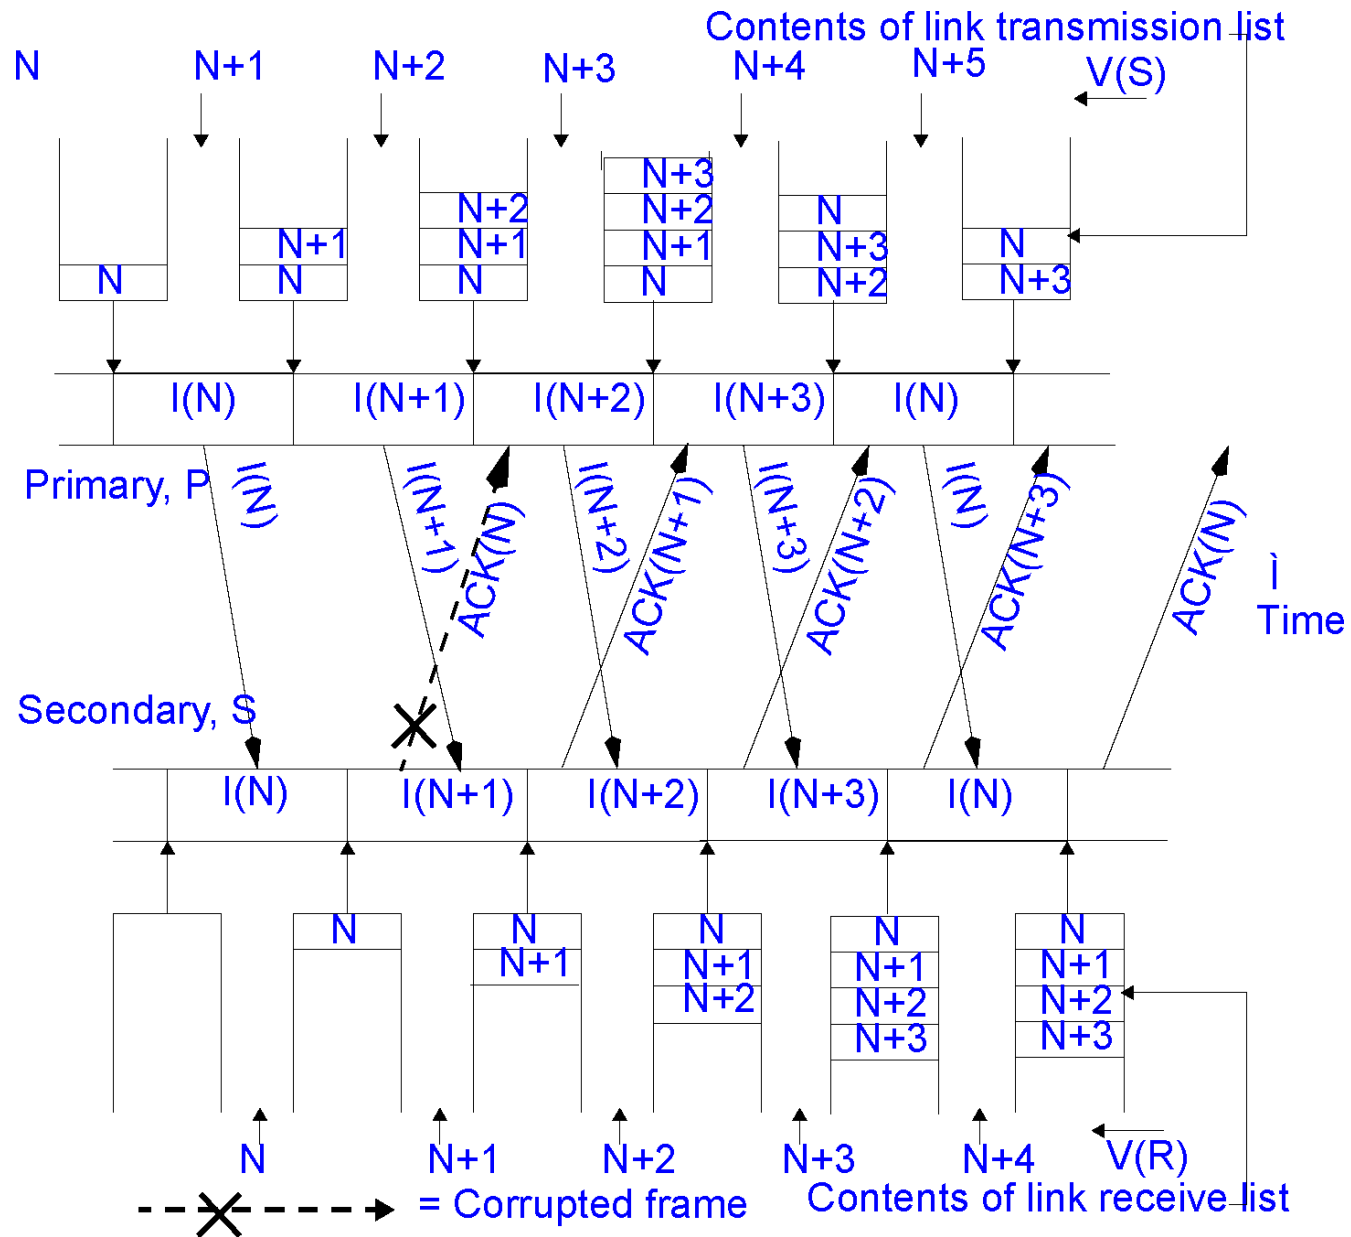 Contents of link transmission list
N N+1 N+2 N+3 N+4 N+5 V(S)
N+3
N+2 N+2 N
N+1 N+1 N+1 N+3 N
N N N N N+2 N+3
I(N) I(N+1) I(N+2) I(N+3) I(N)
Primary, P
I(N) I(N+1) ACK(N) I(N+2) ACK(N+1) I(N+3) ACK(N+2) I(N) ACK(N+3) ACK(N)
Ì
Time
Secondary, S
I(N) I(N+1) I(N+2) I(N+3) I(N)
N N N N N
N+1 N+1 N+1 N+1
N+2 N+2 N+2
N+3 N+3
N N+1 N+2 N+3 N+4 V(R)
= Corrupted frame
Contents of link receive list